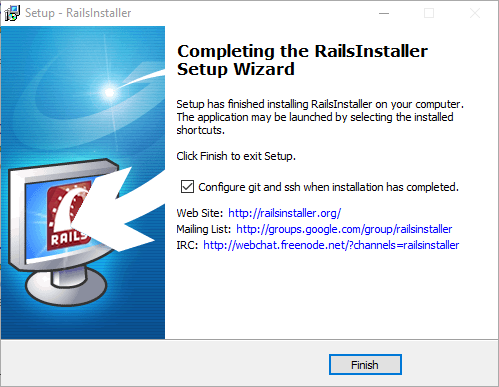 Setup - RailsInstaller
Completing the RailsInstaller
Setup Wizard
Setup has finished installing RailsInstaller on your computer.
The application may be launched by selecting the installed
shortcuts.
Click Finish to exit Setup.
Configure git and ssh when installation has completed.
Web Site: http://railsinstaller.org/
Mailing List: http://groups.google.com/group/railsinstaller
IRC: http://webchat.freenode.net/?channels=railsinstaller
RAILS
Finish